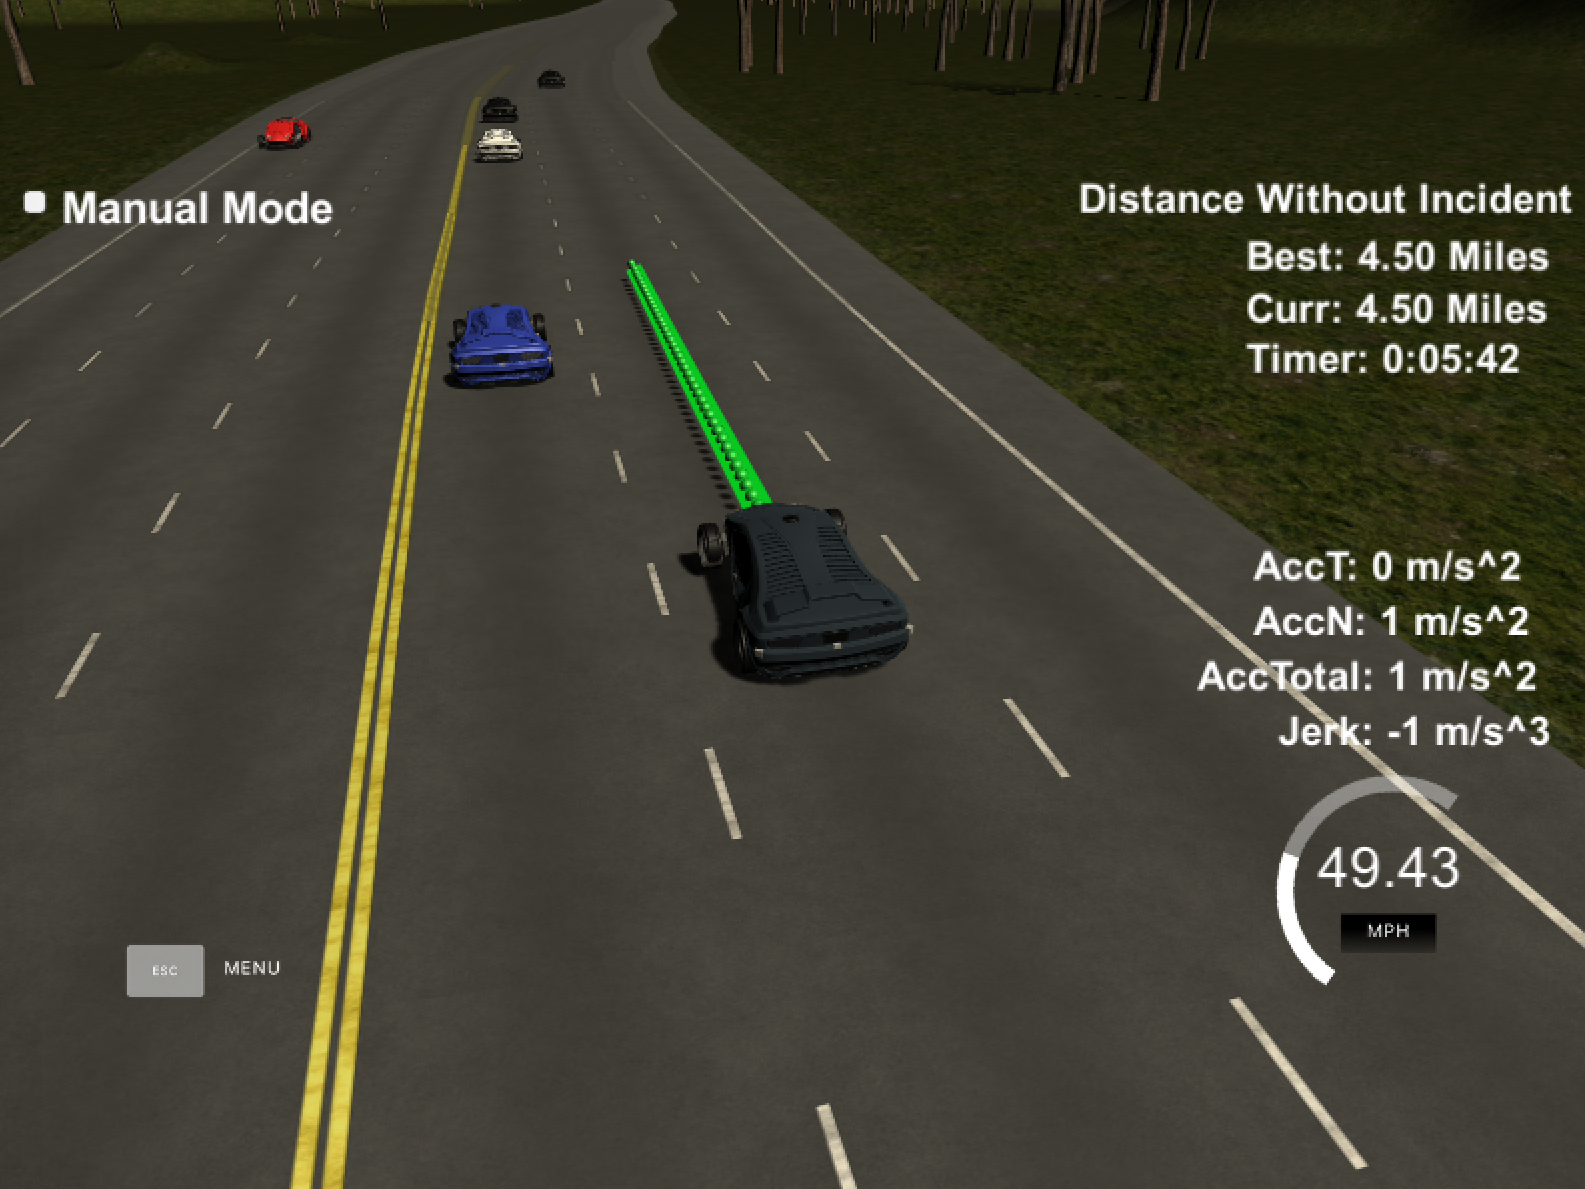 Manual Mode
Distance Without Incident
Best: 4.50 Miles
Curr: 4.50 Miles
Timer: 0:05:42
AccT: 0 m/s^2
AccN: 1 m/s^2
AccTotal: 1 m/s^2
Jerk: -1 m/s^3
49.43
MPH
ESC MENU